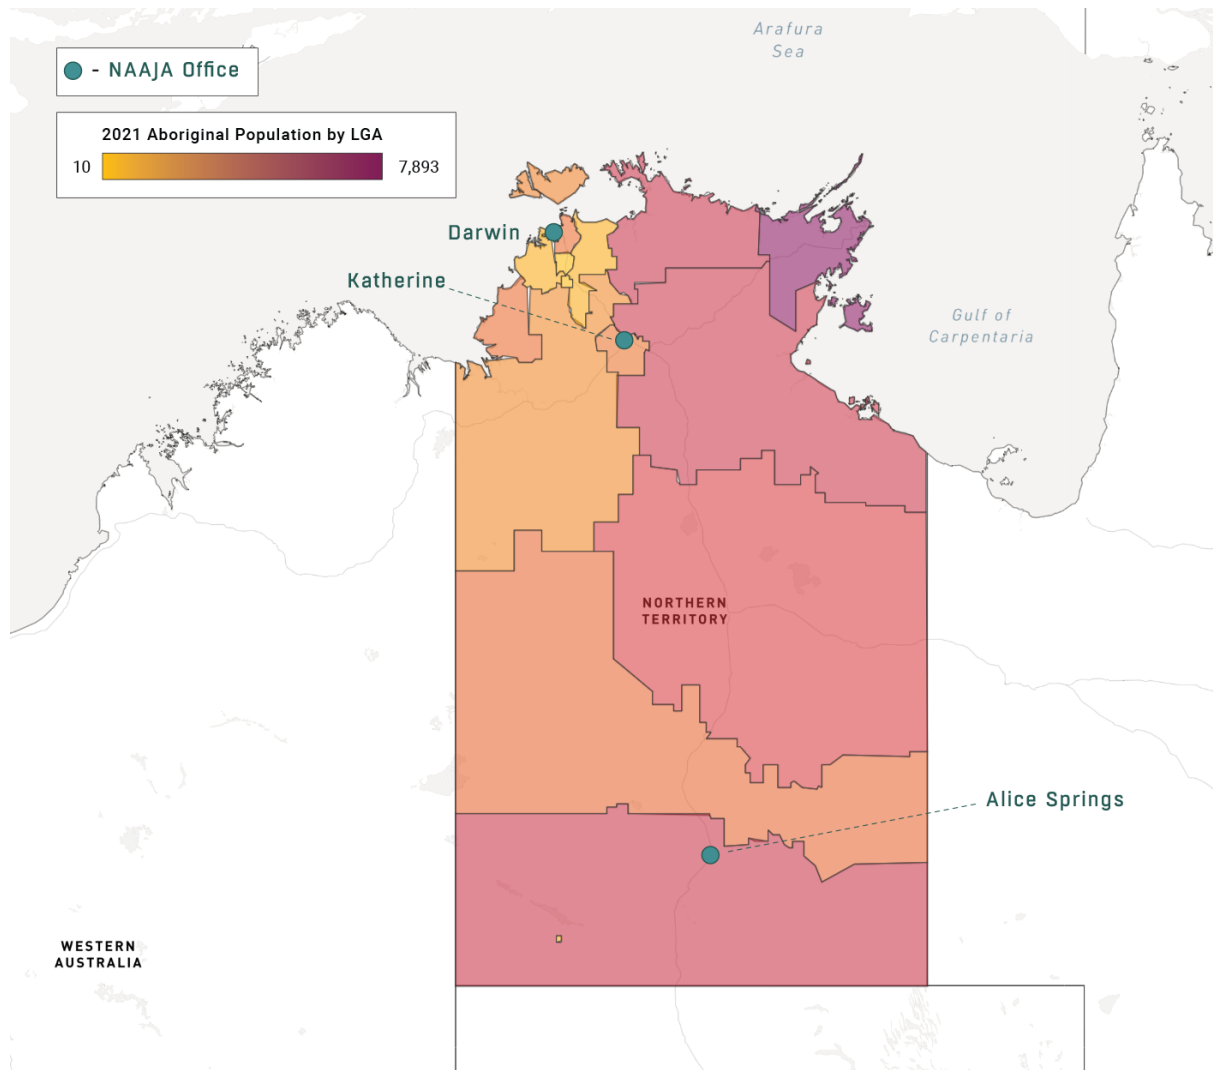 Arafura
Sea
- NAAJA Office
2021 Aboriginal Population by LGA
10
7,893
Darwin
Katherine
Gulf of
Carpentaria
NORTHERN
TERRITORY
Alice Springs
WESTERN
AUSTRALIA